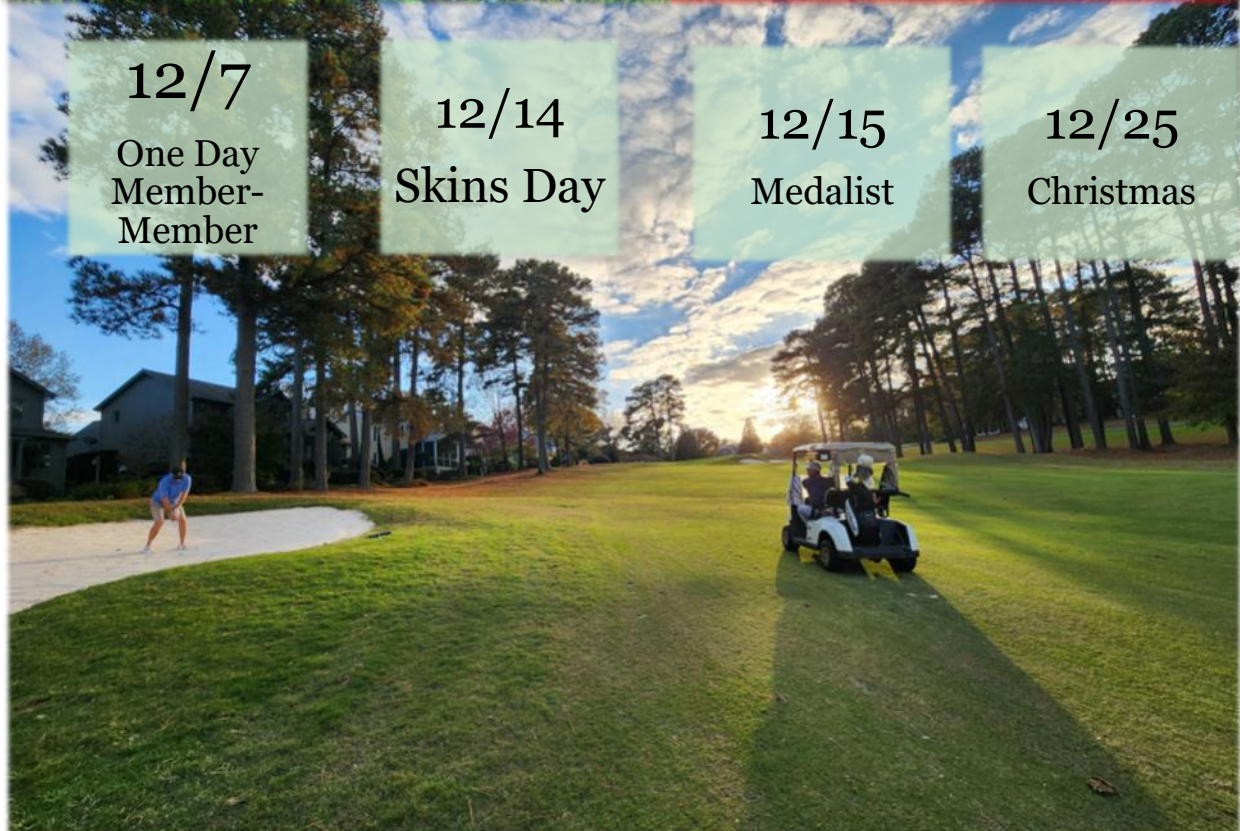 12/7
One Day
Member-
Member
12/14
Skins Day
12/15
Medalist
12/25
Christmas